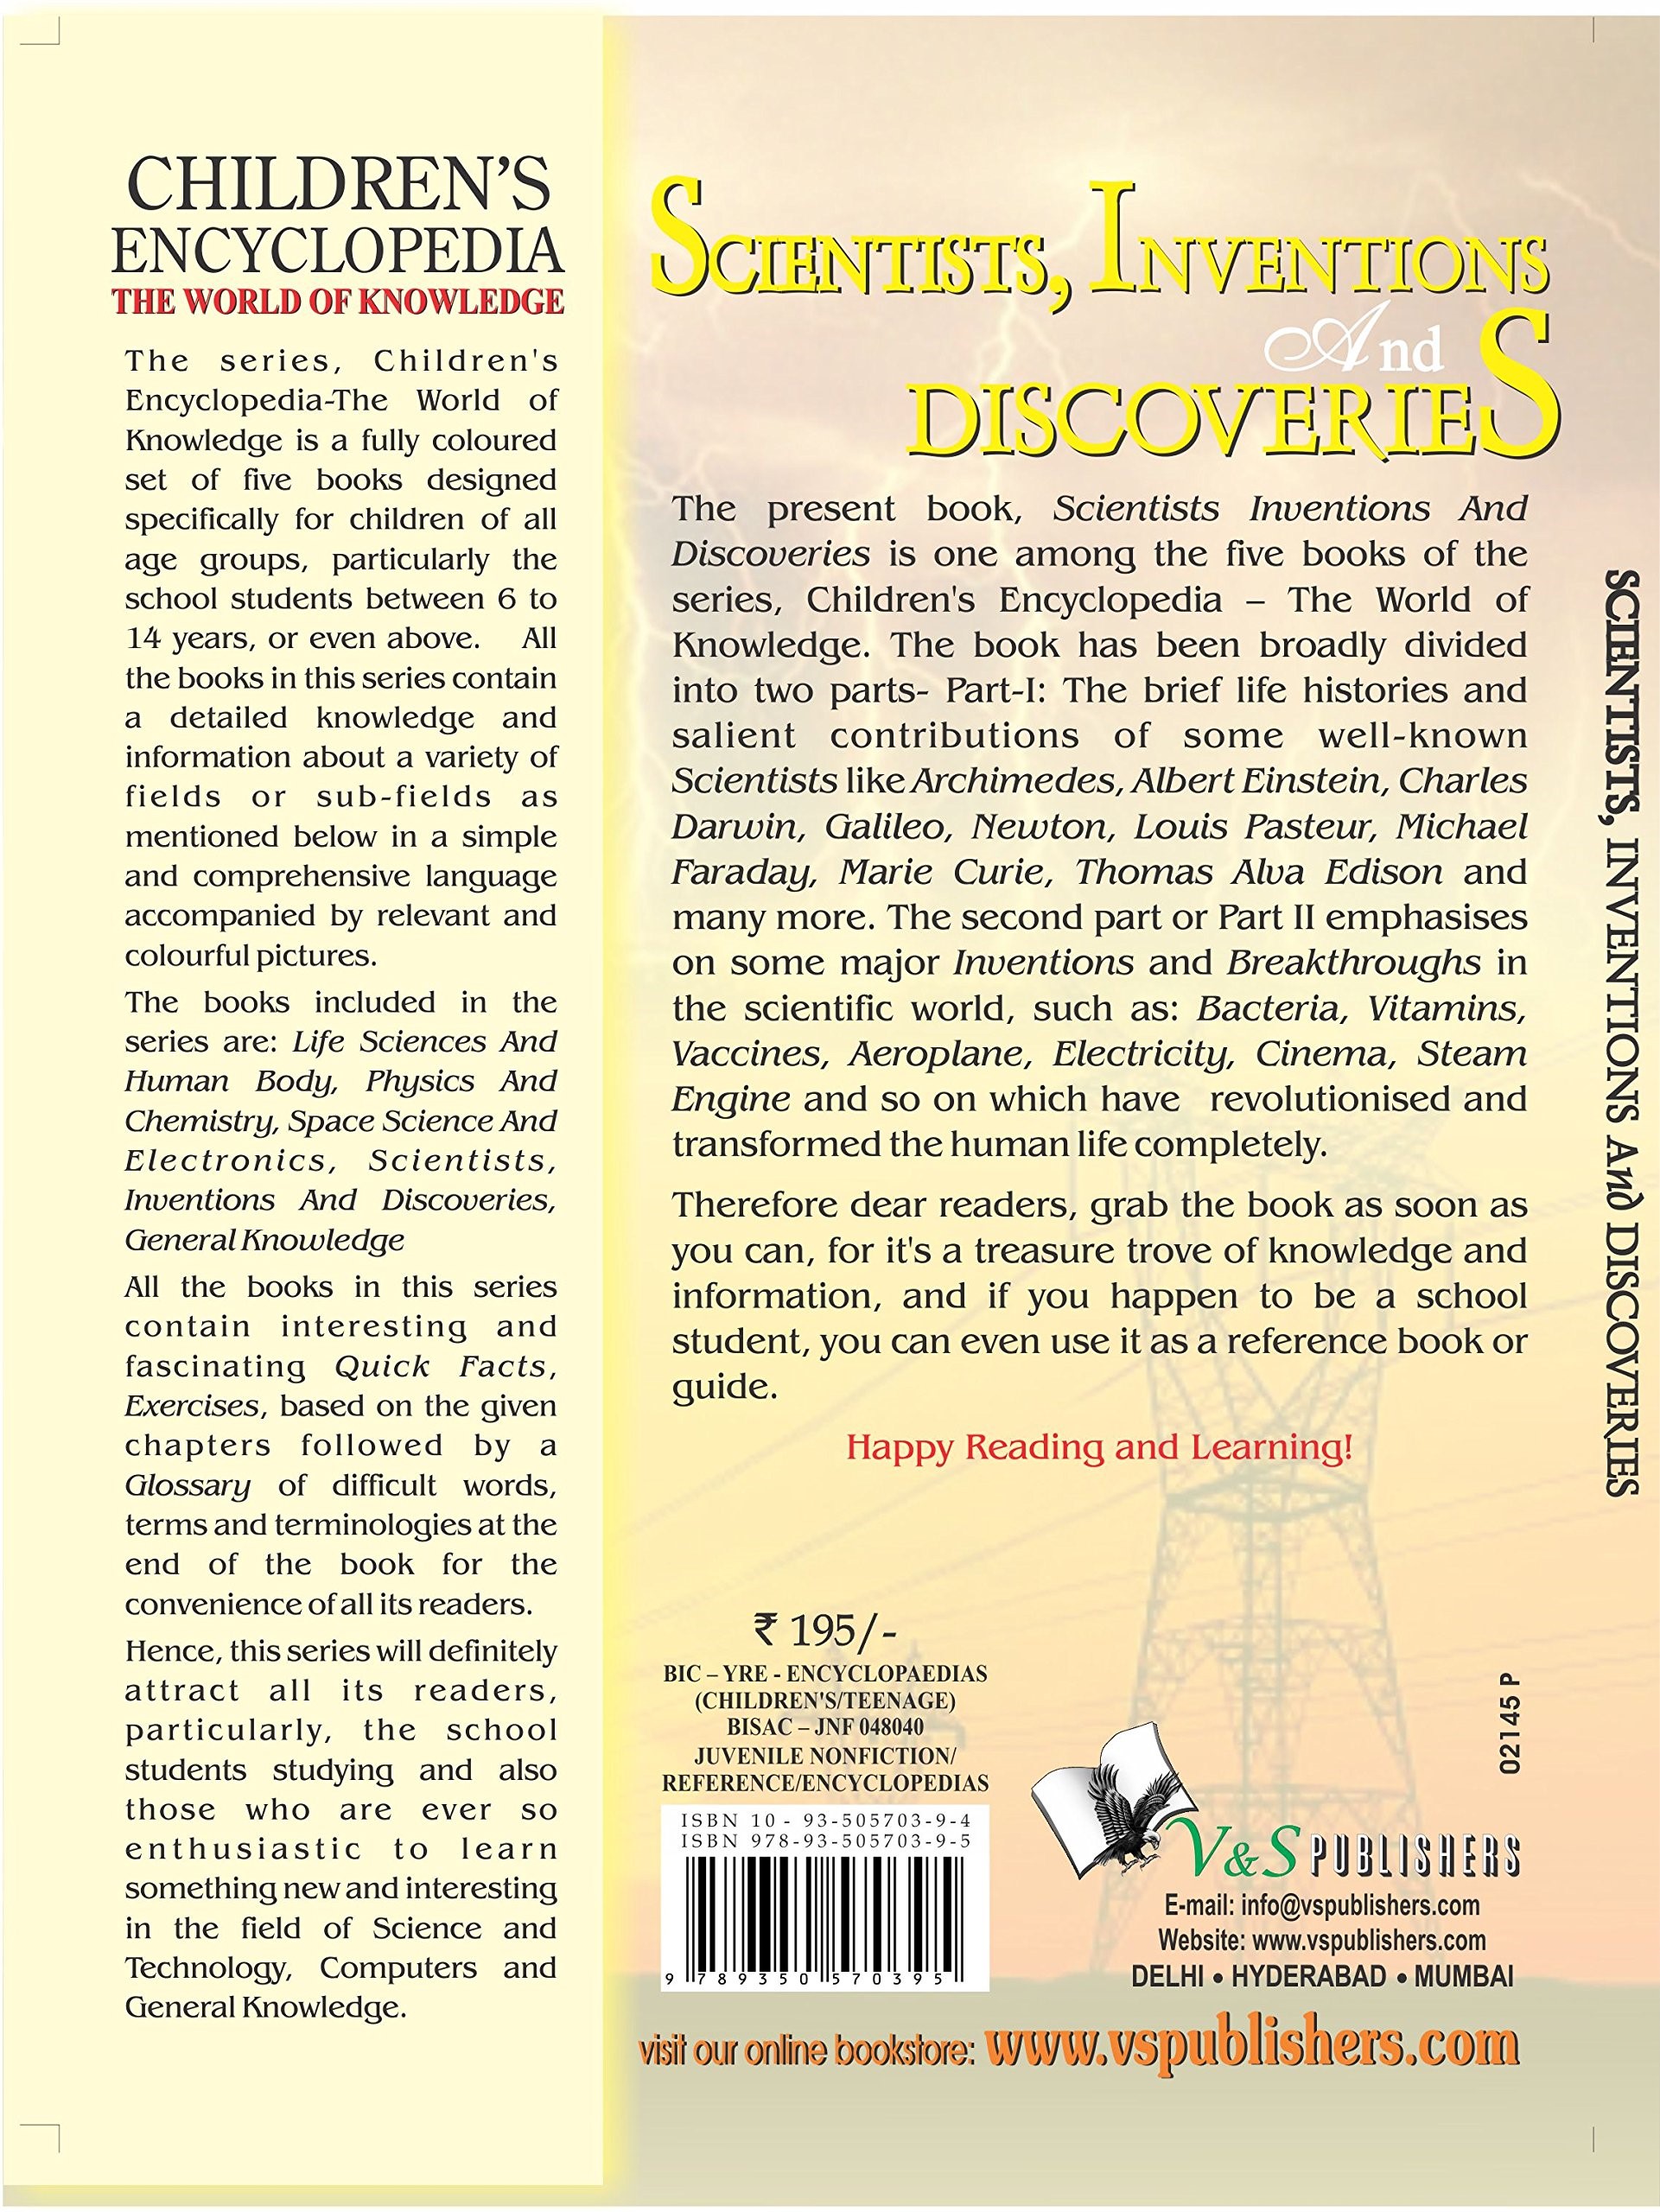 CHILDREN'S
ENCYCLOPEDIA
THE WORLD OF KNOWLEDGE
The series, Children's
Encyclopedia-The World of
Knowledge is a fully coloured
set of five books designed
specifically for children of all
age groups, particularly the
school students between 6 to
14 years, or even above. All
the books in this series contain
a detailed knowledge and
information about a variety of
fields or sub-fields as
mentioned below in a simple
and comprehensive language
accompanied by relevant and
colourful pictures.
The books included in the
series are: Life Sciences And
Human Body, Physics And
Chemistry, Space Science And
Electronics, Scientists,
Inventions And Discoveries,
General Knowledge
All the books in this series
contain interesting and
fascinating Quick Facts,
Exercises, based on the given
chapters followed by a
Glossary of difficult words,
terms and terminologies at the
end of the book for the
convenience of all its readers.
Hence, this series will definitely
attract all its readers,
particularly, the school
students studying and also
those who are ever so
enthusiastic to learn
something new and interesting
in the field of Science and
Technology, Computers and
General Knowledge.
SCIENTISTS, INVENTIONS
And
DISCOVERIES
The present book, Scientists Inventions And
Discoveries is one among the five books of the
series, Children's Encyclopedia – The World of
Knowledge. The book has been broadly divided
into two parts- Part-I: The brief life histories and
salient contributions of some well-known
Scientists like Archimedes, Albert Einstein, Charles
Darwin, Galileo, Newton, Louis Pasteur, Michael
Faraday, Marie Curie, Thomas Alva Edison and
many more. The second part or Part II emphasises
on some major Inventions and Breakthroughs in
the scientific world, such as: Bacteria, Vitamins,
Vaccines, Aeroplane, Electricity, Cinema, Steam
Engine and so on which have revolutionised and
transformed the human life completely.
Therefore dear readers, grab the book as soon as
you can, for it's a treasure trove of knowledge and
information, and if you happen to be a school
student, you can even use it as a reference book or
guide.
Happy Reading and Learning!
₹ 195/-
BIC – YRE - ENCYCLOPAEDIAS
(CHILDREN'S/TEENAGE)
BISAC – JNF 048040
JUVENILE NONFICTION/
REFERENCE/ENCYCLOPEDIAS
ISBN 10 - 93-505703-9-4
ISBN 978-93-505703-9-5
9 789350 570395
02145 P
V&S PUBLISHERS
E-mail: info@vspublishers.com
Website: www.vspublishers.com
DELHI • HYDERABAD • MUMBAI
visit our online bookstore: www.vspublishers.com
SCIENTISTS, INVENTIONS And DISCOVERIES